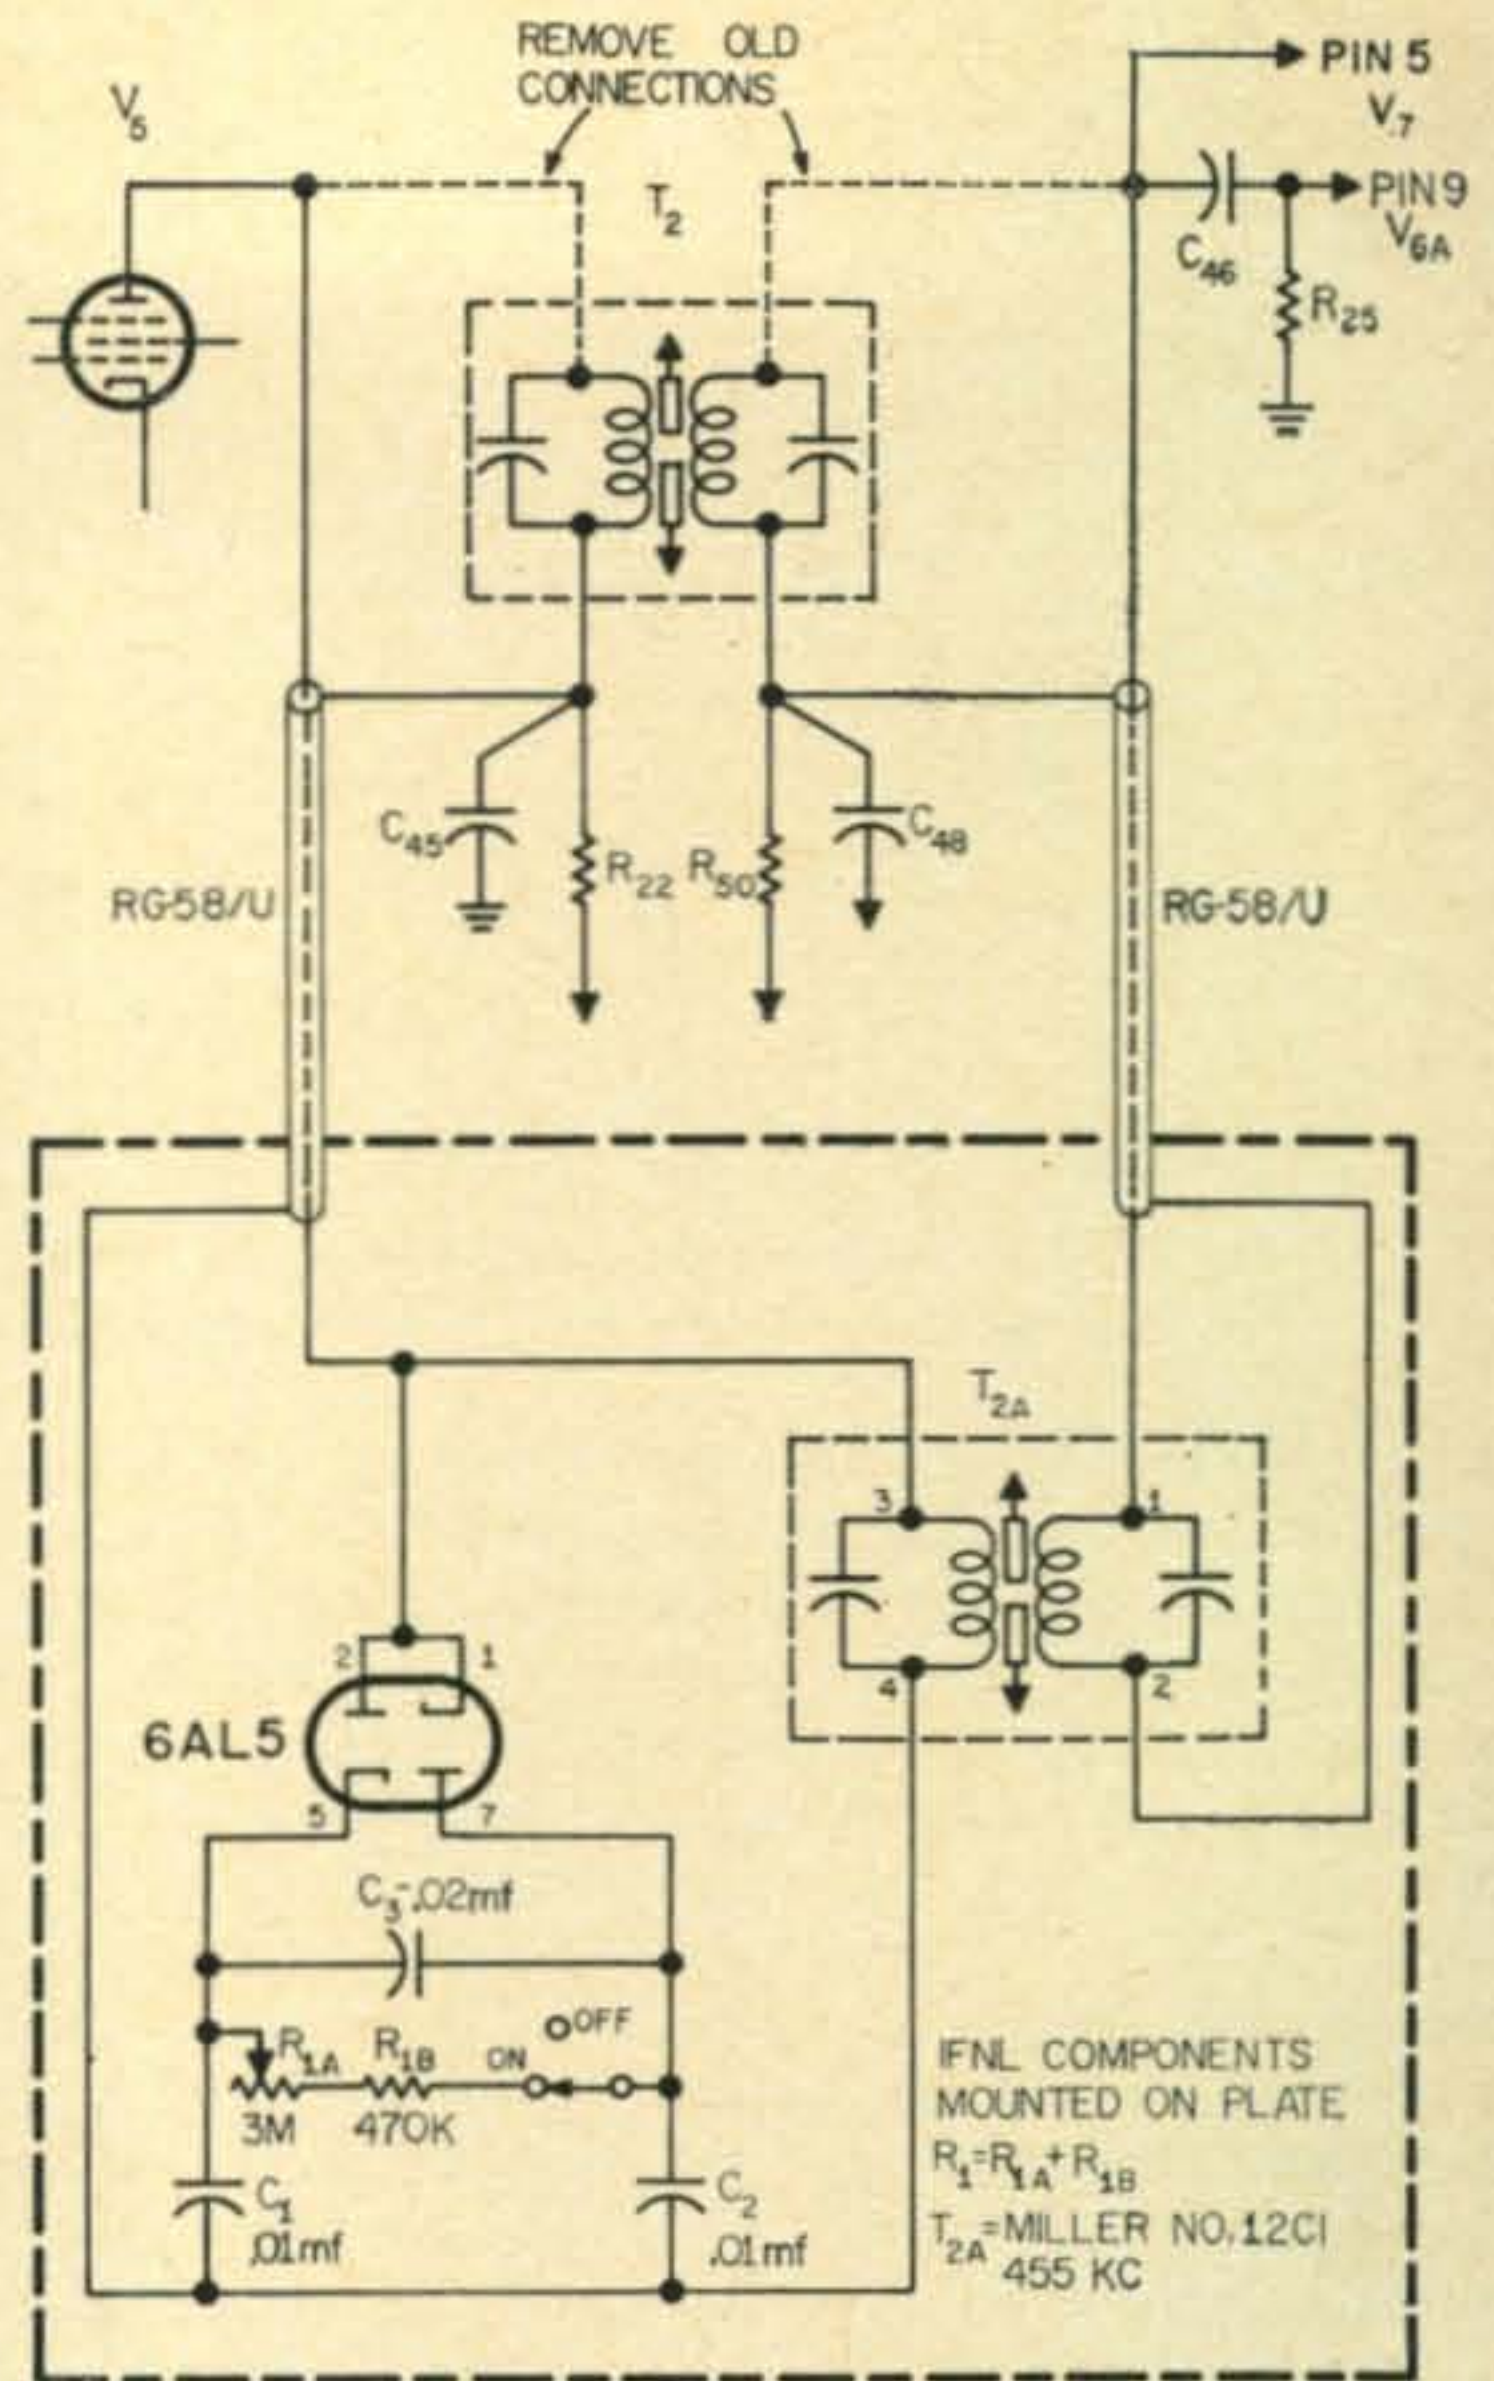 REMOVE OLD
CONNECTIONS
PIN 5
V7
V5
T2
PIN 9
V6A
C46
R25
C45
R22
R50
C48
RG-58/U
RG-58/U
T2A
3
1
4
2
2
1
6AL5
5
7
C3-.02mf
OFF
R1A
R1B
ON
3M
470K
C1
.01mf
C2
.01mf
IFNL COMPONENTS
MOUNTED ON PLATE
R1=R1A+R1B
T2A=MILLER NO.12C1
455 KC